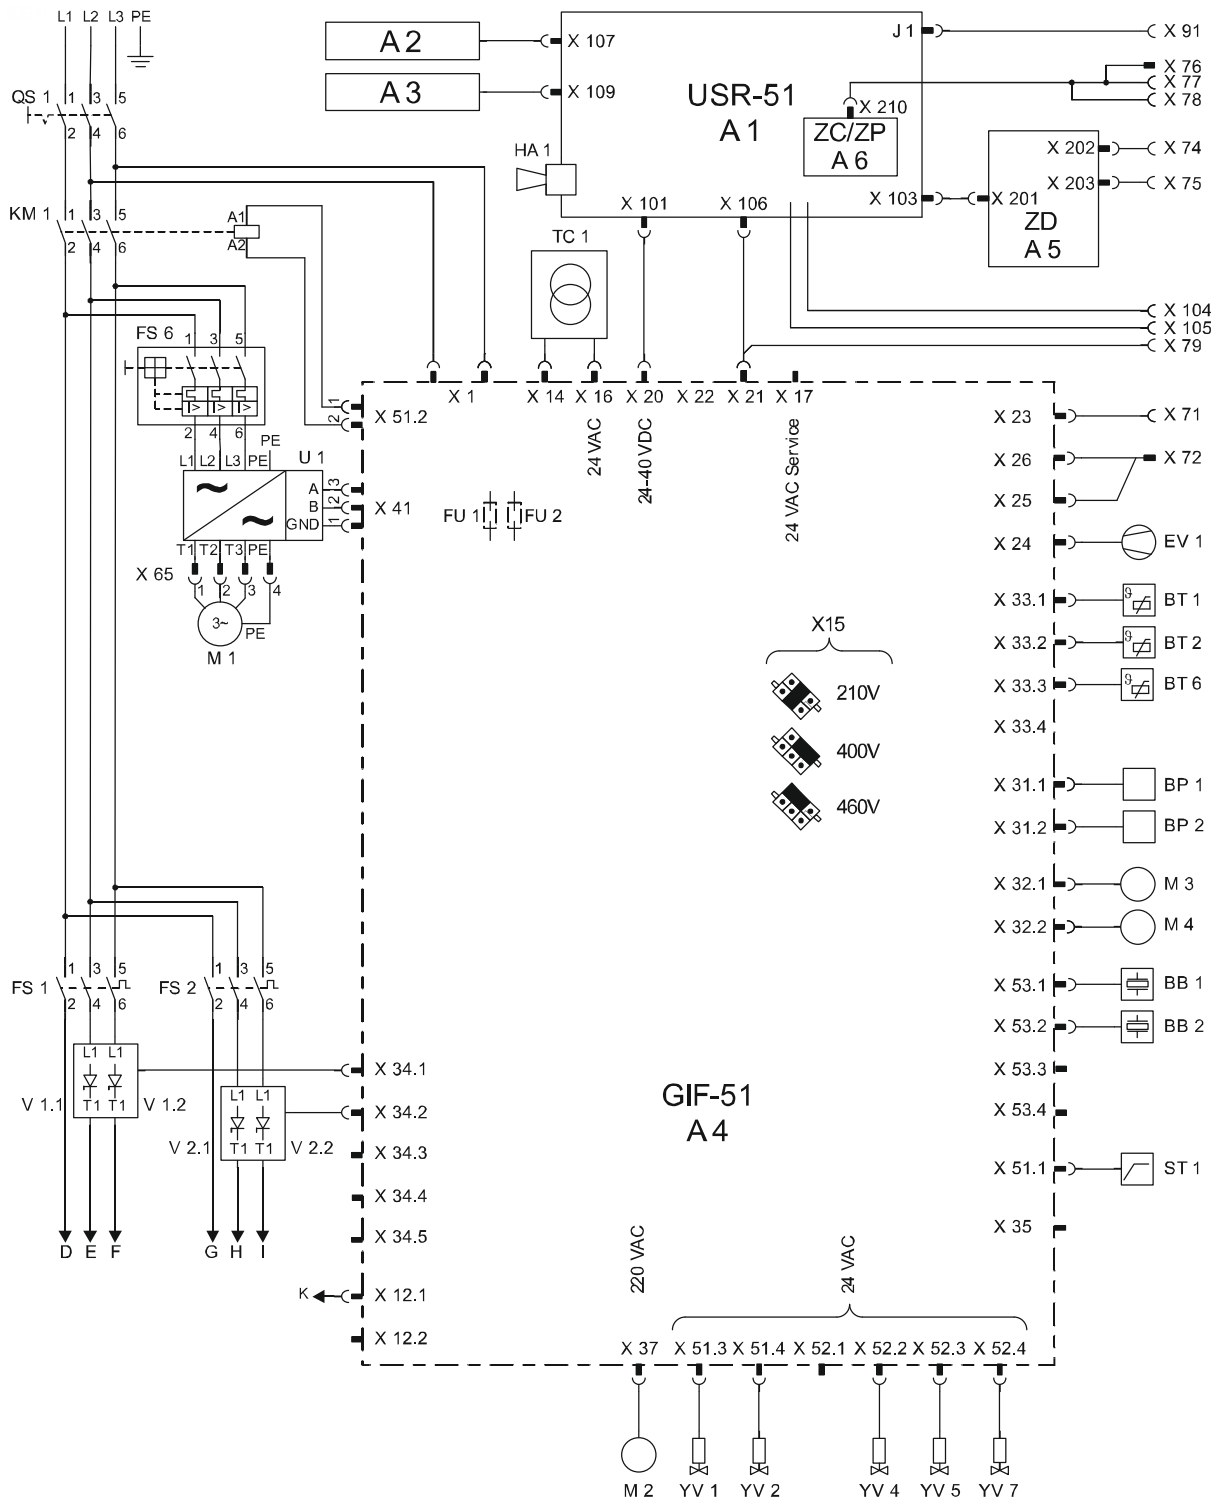 L1 L2 L3 PE
QS 1
1 3 5
2 4 6
KM 1
1 3 5
2 4 6
A1
A2
A 2
A 3
X 107
X 109
J 1
USR-51
A 1
HA 1
X 210
ZC/ZP
A 6
X 101
X 106
X 103
X 202
X 203
X 201
ZD
A 5
X 91
X 76
X 77
X 78
X 74
X 75
X 104
X 105
X 79
TC 1
FS 6
1 3 5
I> I> I>
2 4 6
PE
L1 L2 L3 PE
U 1
A
B
GND
3
2
1
T1 T2 T3 PE
X 65
1 2 3 4
3~
PE
M 1
1
2
X 51.2
X 41
X 1
X 14
X 16
X 20
X 22
X 21
X 17
24 VAC
24-40 VDC
24 VAC Service
FU 1
FU 2
X15
210V
400V
460V
X 23
X 71
X 26
X 72
X 25
X 24
EV 1
X 33.1
ϑ
BT 1
X 33.2
ϑ
BT 2
X 33.3
ϑ
BT 6
X 33.4
X 31.1
BP 1
X 31.2
BP 2
X 32.1
M 3
X 32.2
M 4
X 53.1
BB 1
X 53.2
BB 2
X 53.3
X 53.4
X 51.1
ST 1
X 35
GIF-51
A 4
FS 1
1 3 5
2 4 6
FS 2
1 3 5
2 4 6
L1 L1
T1 T1
V 1.1
V 1.2
L1 L1
T1 T1
V 2.1
V 2.2
D E F
G H I
X 34.1
X 34.2
X 34.3
X 34.4
X 34.5
K
X 12.1
X 12.2
220 VAC
24 VAC
X 37
X 51.3
X 51.4
X 52.1
X 52.2
X 52.3
X 52.4
M 2
YV 1
YV 2
YV 4
YV 5
YV 7